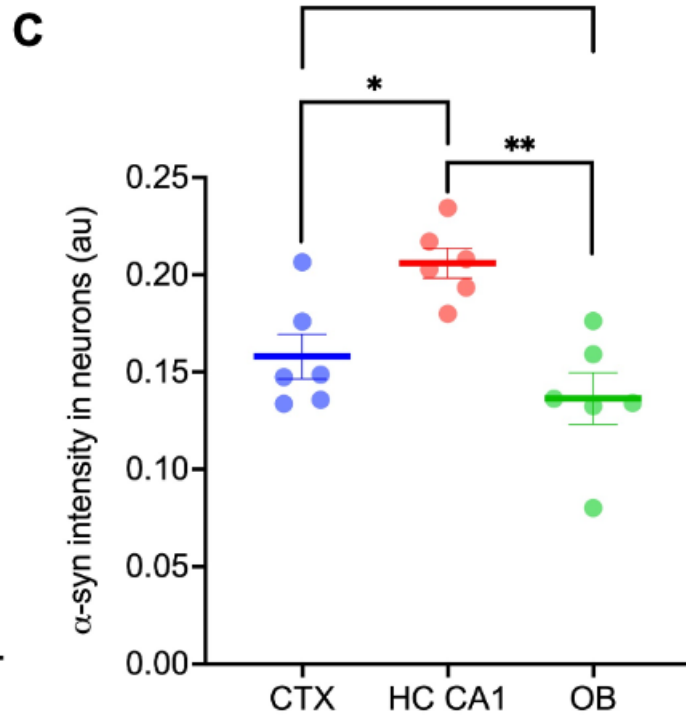 C
*
**
α-syn intensity in neurons (au)
0.25
0.20
0.15
0.10
0.05
0.00
CTX HC CA1 OB